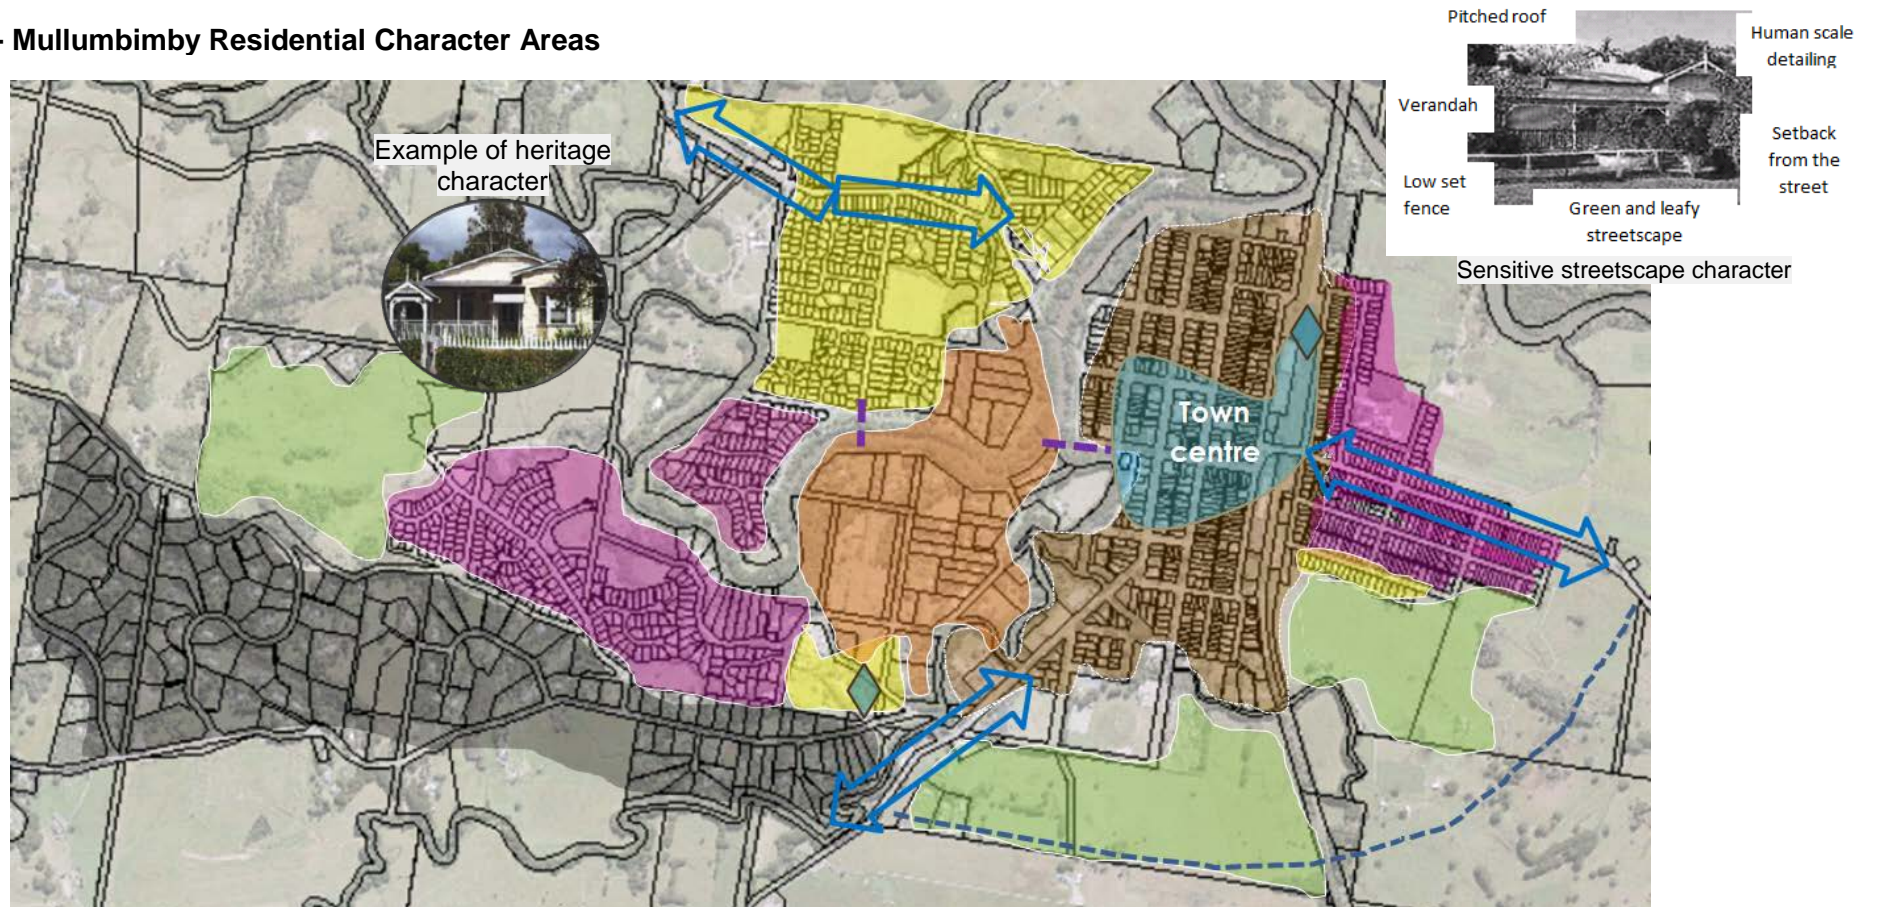 - Mullumbimby Residential Character Areas
Example of heritage
character
Town
centre
Pitched roof
Human scale
detailing
Verandah
Setback
from the
street
Low set
fence
Green and leafy
streetscape
Sensitive streetscape character